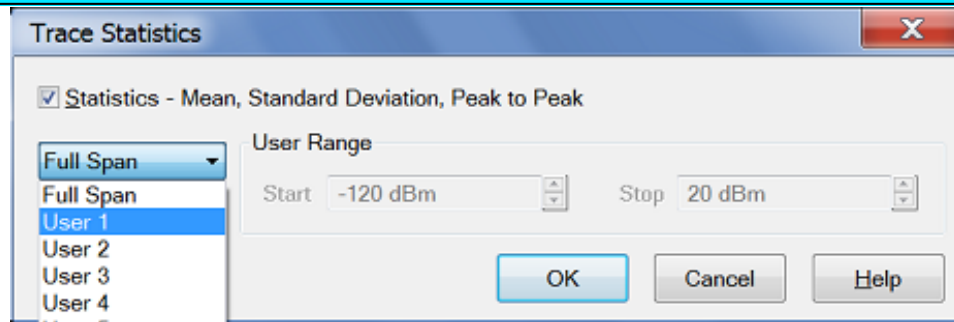 Trace Statistics
Statistics - Mean, Standard Deviation, Peak to Peak
Full Span
User Range
Start -120 dBm Stop 20 dBm
Full Span
User 1
User 2
User 3
User 4
OK Cancel Help